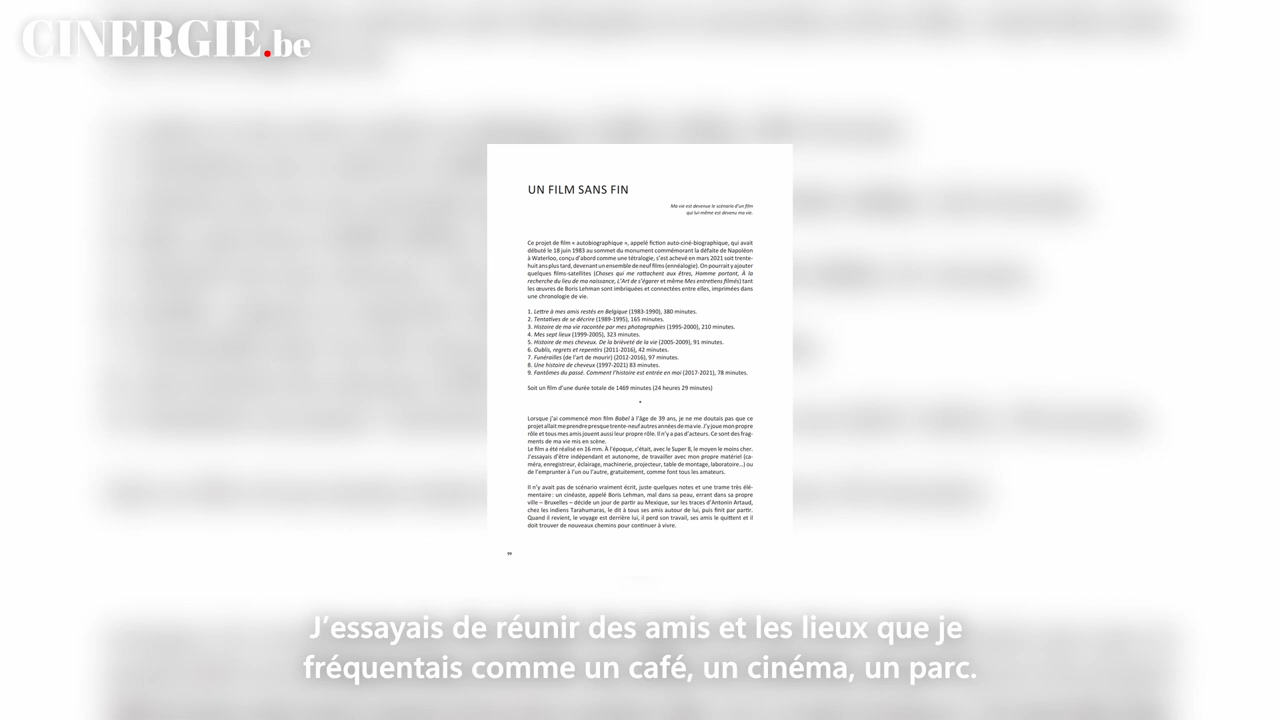 CINERGIE.be
UN FILM SANS FIN
Ma vie est devenue le scénario d'un film
qui lui-même est devenu ma vie.
Ce projet de film « autobiographique », appelé fiction auto-ciné-biographique, qui avait
débuté le 18 juin 1983 au sommet du monument commémorant la défaite de Napoléon
à Waterloo, conçu d'abord comme une tétralogie, s'est achevé en mars 2021 soit trente-
huit ans plus tard, devenant un ensemble de neuf films (ennéalogie). On pourrait y ajouter
quelques films-satellites (Choses qui me rattachent aux êtres, Homme portant, À la
recherche du lieu de ma naissance, L'Art de s'égarer et même Mes entretiens filmés) tant
les œuvres de Boris Lehman sont imbriquées et connectées entre elles, imprimées dans
une chronologie de vie.
1. Lettre à mes amis restés en Belgique (1983-1990), 380 minutes.
2. Tentatives de se décrire (1989-1995), 165 minutes.
3. Histoire de ma vie racontée par mes photographies (1995-2000), 210 minutes.
4. Mes sept lieux (1999-2005), 323 minutes.
5. Histoire de mes cheveux. De la brièveté de la vie (2005-2009), 91 minutes.
6. Oublis, regrets et repentirs (2011-2016), 42 minutes.
7. Funérailles (de l'art de mourir) (2012-2016), 97 minutes.
8. Une histoire de cheveux (1997-2021) 83 minutes.
9. Fantômes du passé. Comment l'histoire est entrée en moi (2017-2021), 78 minutes.
Soit un film d'une durée totale de 1469 minutes (24 heures 29 minutes)
*
Lorsque j'ai commencé mon film Babel à l'âge de 39 ans, je ne me doutais pas que ce
projet allait me prendre presque trente-neuf autres années de ma vie. J'y joue mon propre
rôle et tous mes amis jouent aussi leur propre rôle. Il n'y a pas d'acteurs. Ce sont des frag-
ments de ma vie mis en scène.
Le film a été réalisé en 16 mm. À l'époque, c'était, avec le Super 8, le moyen le moins cher.
J'essayais d'être indépendant et autonome, de travailler avec mon propre matériel (ca-
méra, enregistreur, éclairage, machinerie, projecteur, table de montage, laboratoire...) ou
de l'emprunter à l'un ou l'autre, gratuitement, comme font tous les amateurs.
Il n'y avait pas de scénario vraiment écrit, juste quelques notes et une trame très élé-
mentaire : un cinéaste, appelé Boris Lehman, mal dans sa peau, errant dans sa propre
ville – Bruxelles – décide un jour de partir au Mexique, sur les traces d'Antonin Artaud,
chez les indiens Tarahumaras, le dit à tous ses amis autour de lui, puis finit par partir.
Quand il revient, le voyage est derrière lui, il perd son travail, ses amis le quittent et il
doit trouver de nouveaux chemins pour continuer à vivre.
99
J'essayais de réunir des amis et les lieux que je
fréquentais comme un café, un cinéma, un parc.